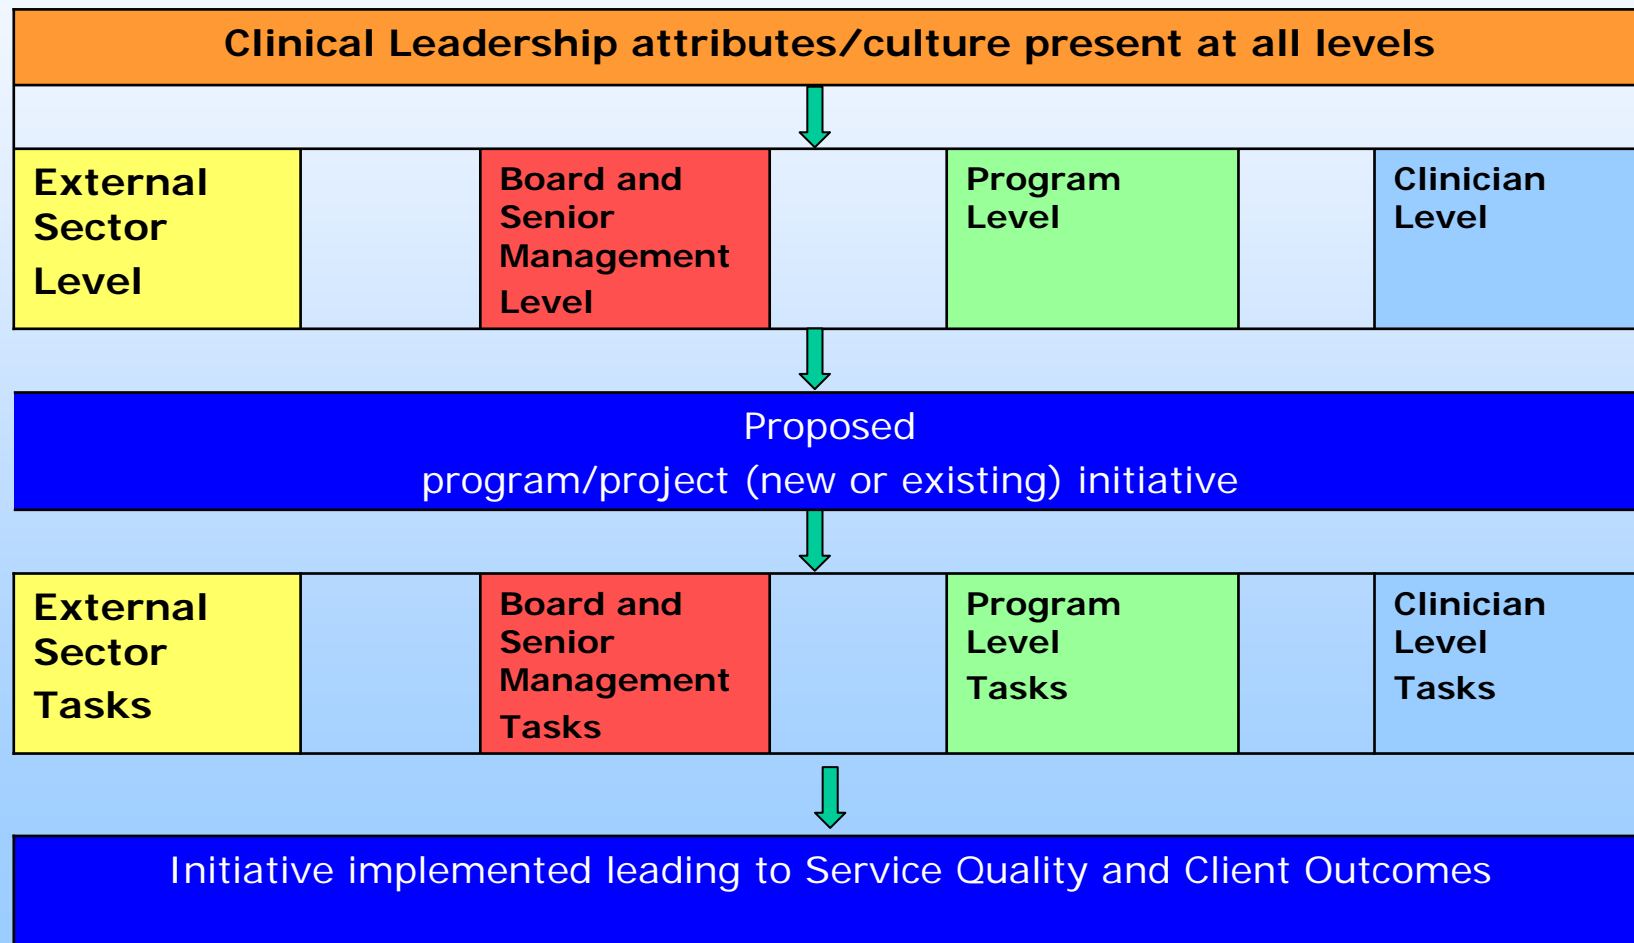 Clinical Leadership attributes/culture present at all levels
External
Sector
Level
Board and
Senior
Management
Level
Program
Level
Clinician
Level
Proposed
program/project (new or existing) initiative
External
Sector
Tasks
Board and
Senior
Management
Tasks
Program
Level
Tasks
Clinician
Level
Tasks
Initiative implemented leading to Service Quality and Client Outcomes